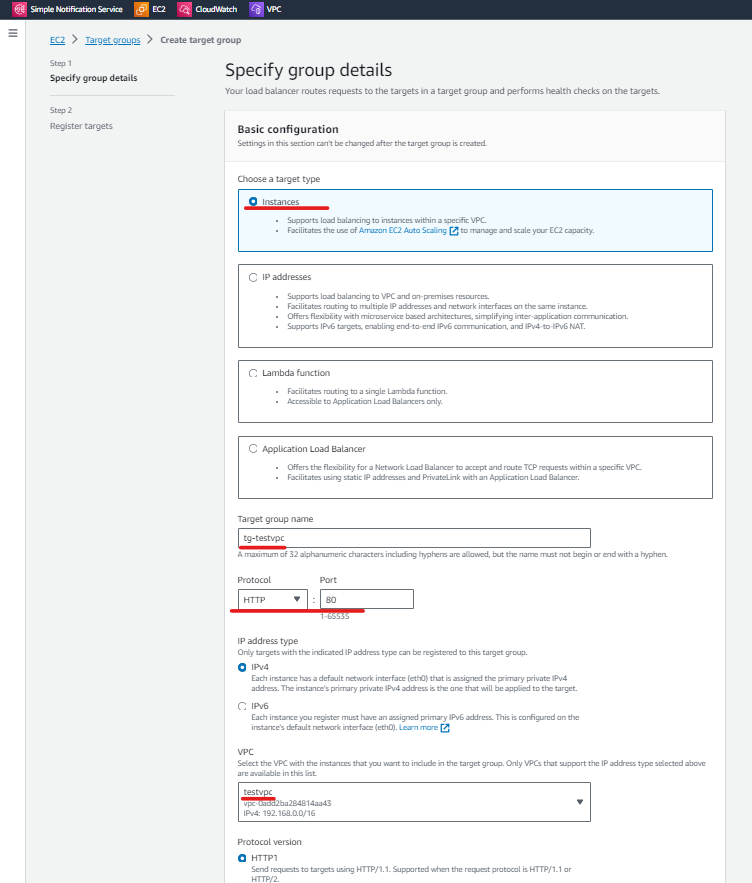 Simple Notification Service EC2 CloudWatch VPC
EC2 > Target groups > Create target group
Step 1
Specify group details
Step 2
Register targets
Specify group details
Your load balancer routes requests to the targets in a target group and performs health checks on the targets.
Basic configuration
Settings in this section can't be changed after the target group is created.
Choose a target type
Instances
• Supports load balancing to instances within a specific VPC.
• Facilitates the use of Amazon EC2 Auto Scaling to manage and scale your EC2 capacity.
IP addresses
• Supports load balancing to VPC and on-premises resources.
• Facilitates routing to multiple IP addresses and network interfaces on the same instance.
• Offers flexibility with microservice based architectures, simplifying inter-application communication.
• Supports IPv6 targets, enabling end-to-end IPv6 communication, and IPv4-to-IPv6 NAT.
Lambda function
• Facilitates routing to a single Lambda function.
• Accessible to Application Load Balancers only.
Application Load Balancer
• Offers the flexibility for a Network Load Balancer to accept and route TCP requests within a specific VPC.
• Facilitates using static IP addresses and PrivateLink with an Application Load Balancer.
Target group name
tg-testvpc
A maximum of 32 alphanumeric characters including hyphens are allowed, but the name must not begin or end with a hyphen.
Protocol Port
HTTP : 80
1-65535
IP address type
Only targets with the indicated IP address type can be registered to this target group.
IPv4
Each instance has a default network interface (eth0) that is assigned the primary private IPv4
address. The instance's primary private IPv4 address is the one that will be applied to the target.
IPv6
Each instance you register must have an assigned primary IPv6 address. This is configured on the
instance's default network interface (eth0). Learn more
VPC
Select the VPC with the instances that you want to include in the target group. Only VPCs that support the IP address type selected above
are available in this list.
testvpc
vpc-0add2ba284814aa43
IPv4: 192.168.0.0/16
Protocol version
HTTP1
Send requests to targets using HTTP/1.1. Supported when the request protocol is HTTP/1.1 or
HTTP/2.